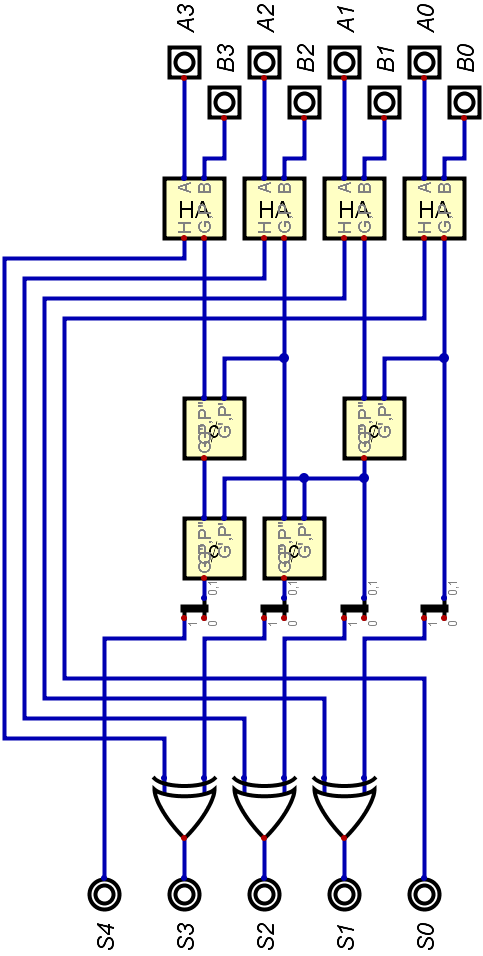 A3
A2
A1
A0
B3
B2
B1
B0
A
B
HA
H
G,P
A
B
HA
H
G,P
A
B
HA
H
G,P
A
B
HA
H
G,P
G,P"
G',P'
G,P"
G',P'
G,P"
G',P'
G,P"
G',P'
0,1
1
0
0,1
1
0
0,1
1
0
0,1
1
0
S4
S3
S2
S1
S0